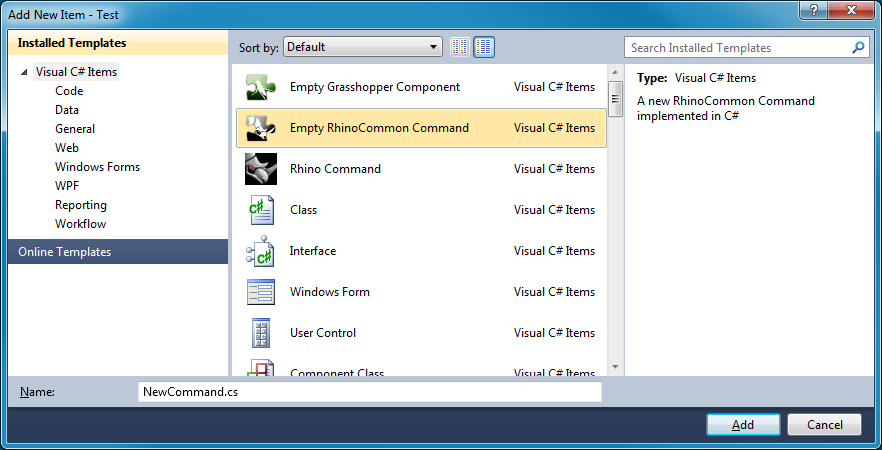 Add New Item - Test
Installed Templates
Visual C# Items
Code
Data
General
Web
Windows Forms
WPF
Reporting
Workflow
Online Templates
Sort by: Default
Empty Grasshopper Component Visual C# Items
Empty RhinoCommon Command Visual C# Items
Rhino Command Visual C# Items
Class Visual C# Items
Interface Visual C# Items
Windows Form Visual C# Items
User Control Visual C# Items
Component Class Visual C# Items
Search Installed Templates
Type: Visual C# Items
A new RhinoCommon Command
implemented in C#
Name: NewCommand.cs
Add Cancel